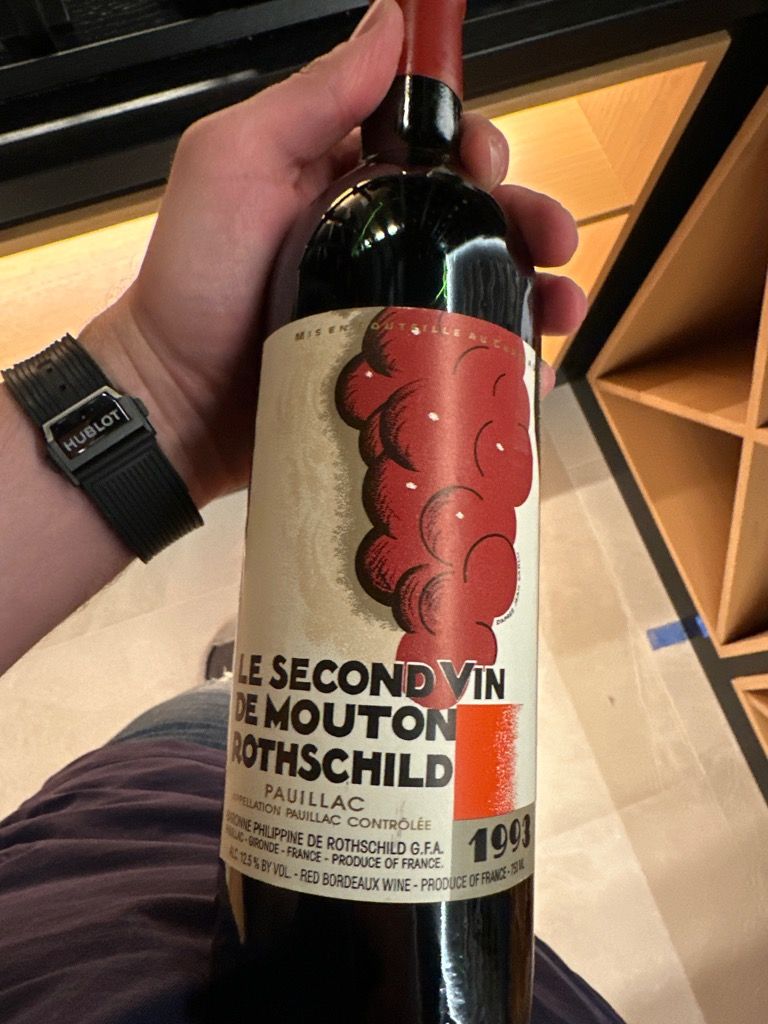 MIS EN BOUTEILLE AU
HUBLOT
LE SECOND VIN
DE MOUTON
ROTHSCHILD
PAUILLAC
APPELLATION PAUILLAC CONTRÔLÉE
BARONNE PHILIPPINE DE ROTHSCHILD G.F.A.
PAUILLAC - GIRONDE - FRANCE - PRODUCE OF FRANCE.
1993
ALC. 12.5 % BY VOL. - RED BORDEAUX WINE - PRODUCE OF FRANCE - 750 ML